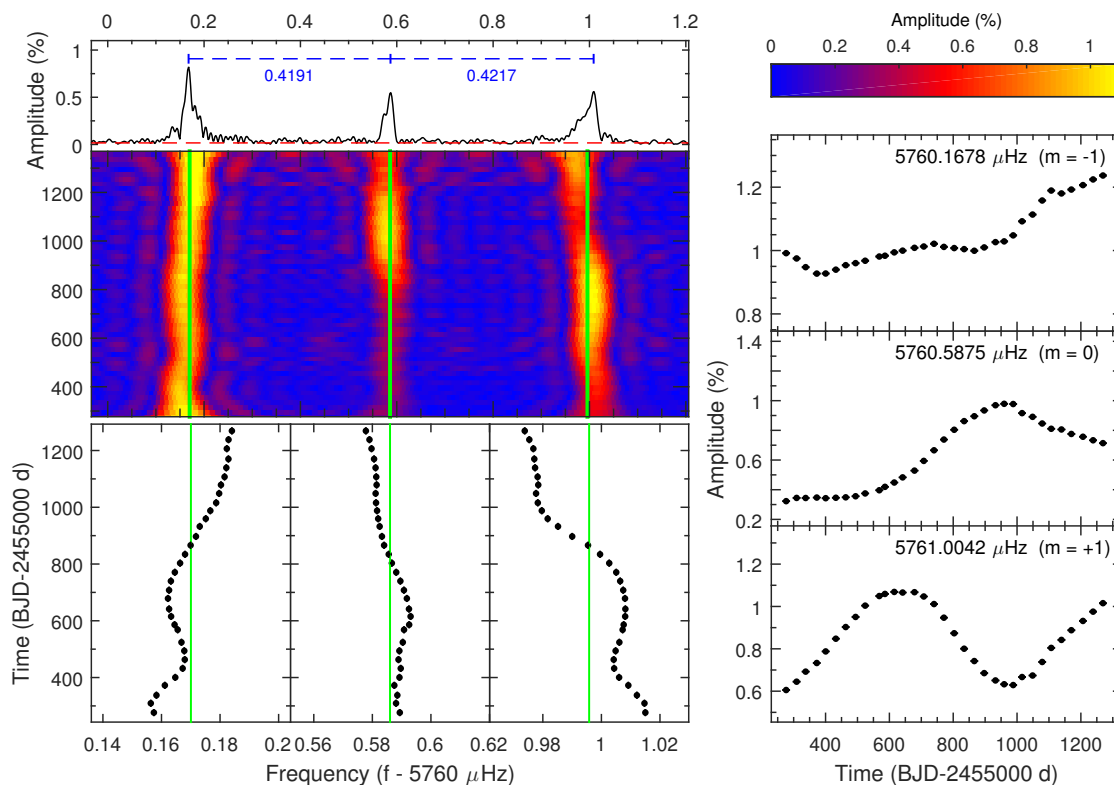 0 0.2 0.4 0.6 0.8 1 1.2
Amplitude (%)
1
0.5
0
0.4191
0.4217
1200
1000
800
600
400
Time (BJD-2455000 d)
1200
1000
800
600
400
0.14 0.16 0.18 0.2 0.56 0.58 0.6 0.62 0.98 1 1.02
Frequency (f - 5760 μHz)
Amplitude (%)
0 0.2 0.4 0.6 0.8 1
5760.1678 μHz (m = -1)
1.2
1
0.8
5760.5875 μHz (m = 0)
Amplitude (%)
1.4
1
0.6
0.2
5761.0042 μHz (m = +1)
1.2
1
0.8
0.6
400 600 800 1000 1200
Time (BJD-2455000 d)